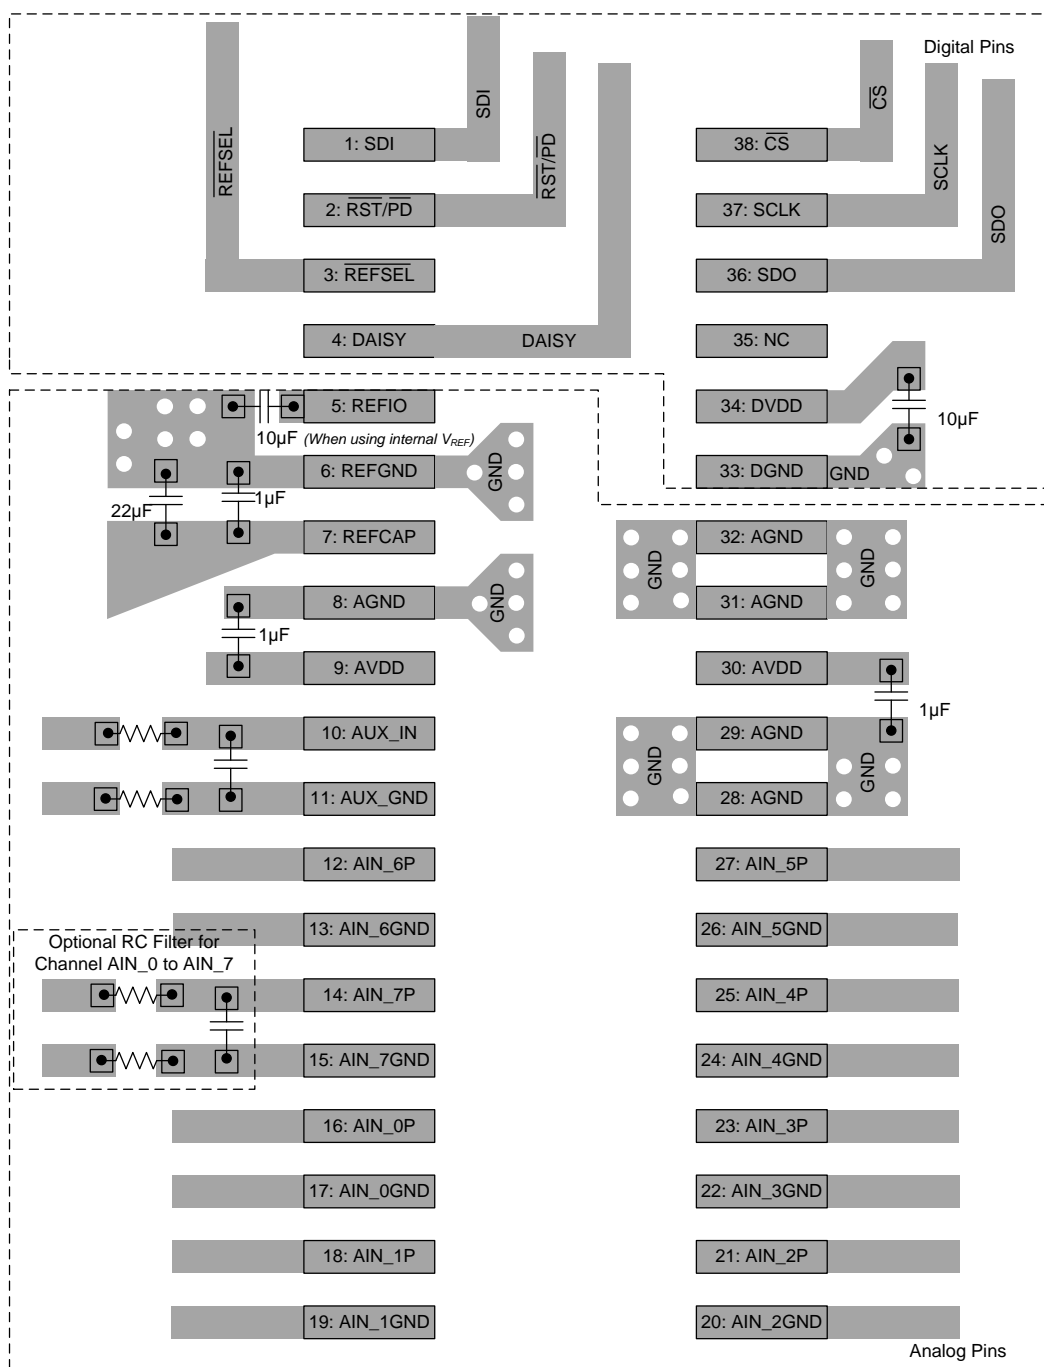 Digital Pins
SDI
CS
REFSEL
RST/PD
SCLK
SDO
1: SDI
38: CS
2: RST/PD
37: SCLK
3: REFSEL
36: SDO
4: DAISY
DAISY
35: NC
5: REFIO
34: DVDD
10µF
10µF (When using internal VREF)
6: REFGND
GND
33: DGND
GND
1µF
22µF
7: REFCAP
32: AGND
GND
GND
8: AGND
GND
31: AGND
1µF
9: AVDD
30: AVDD
1µF
10: AUX_IN
29: AGND
GND
GND
11: AUX_GND
28: AGND
12: AIN_6P
27: AIN_5P
13: AIN_6GND
26: AIN_5GND
Optional RC Filter for
Channel AIN_0 to AIN_7
14: AIN_7P
25: AIN_4P
15: AIN_7GND
24: AIN_4GND
16: AIN_0P
23: AIN_3P
17: AIN_0GND
22: AIN_3GND
18: AIN_1P
21: AIN_2P
19: AIN_1GND
20: AIN_2GND
Analog Pins